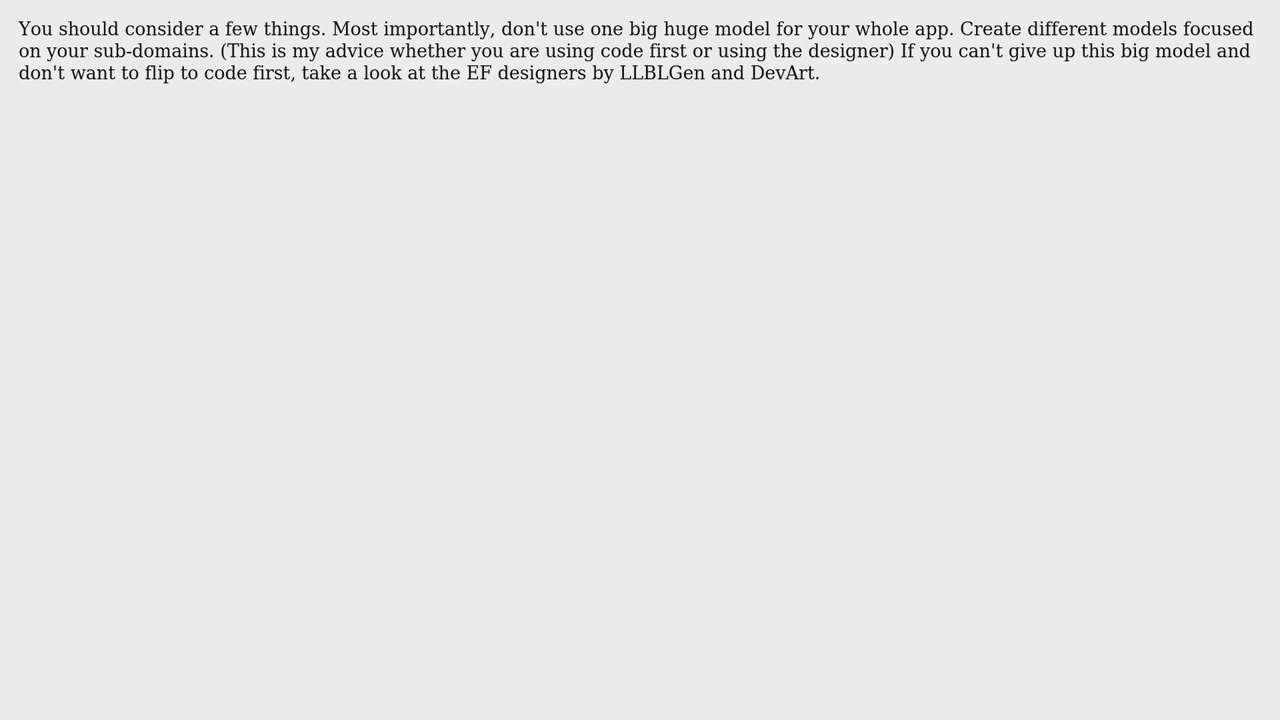 You should consider a few things. Most importantly, don't use one big huge model for your whole app. Create different models focused
on your sub-domains. (This is my advice whether you are using code first or using the designer) If you can't give up this big model and
don't want to flip to code first, take a look at the EF designers by LLBLGen and DevArt.